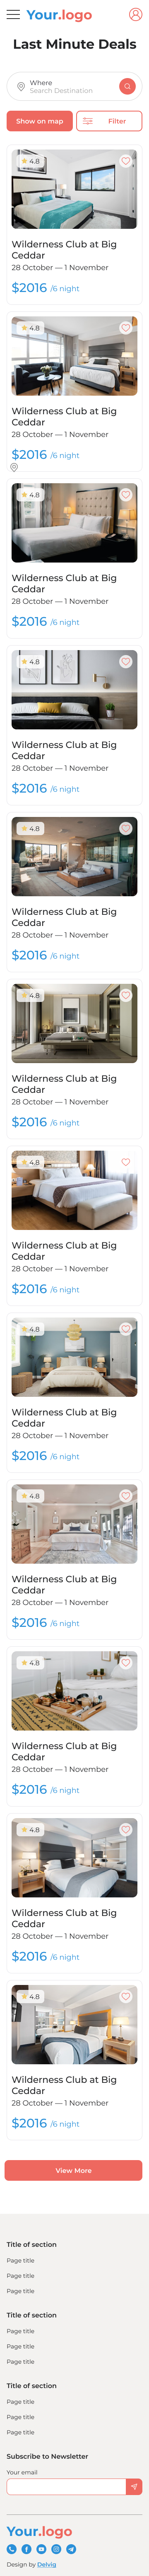 Your.logo
Last Minute Deals
Where
Search Destination
Show on map
Filter
4.8
Wilderness Club at Big
Ceddar
28 October — 1 November
$2016 /6 night
4.8
Wilderness Club at Big
Ceddar
28 October — 1 November
$2016 /6 night
4.8
Wilderness Club at Big
Ceddar
28 October — 1 November
$2016 /6 night
4.8
Wilderness Club at Big
Ceddar
28 October — 1 November
$2016 /6 night
4.8
Wilderness Club at Big
Ceddar
28 October — 1 November
$2016 /6 night
4.8
Wilderness Club at Big
Ceddar
28 October — 1 November
$2016 /6 night
4.8
Wilderness Club at Big
Ceddar
28 October — 1 November
$2016 /6 night
4.8
Wilderness Club at Big
Ceddar
28 October — 1 November
$2016 /6 night
4.8
Wilderness Club at Big
Ceddar
28 October — 1 November
$2016 /6 night
4.8
Wilderness Club at Big
Ceddar
28 October — 1 November
$2016 /6 night
4.8
Wilderness Club at Big
Ceddar
28 October — 1 November
$2016 /6 night
4.8
Wilderness Club at Big
Ceddar
28 October — 1 November
$2016 /6 night
View More
Title of section
Page title
Page title
Page title
Title of section
Page title
Page title
Page title
Title of section
Page title
Page title
Page title
Subscribe to Newsletter
Your email
Your.logo
Design by Delvig